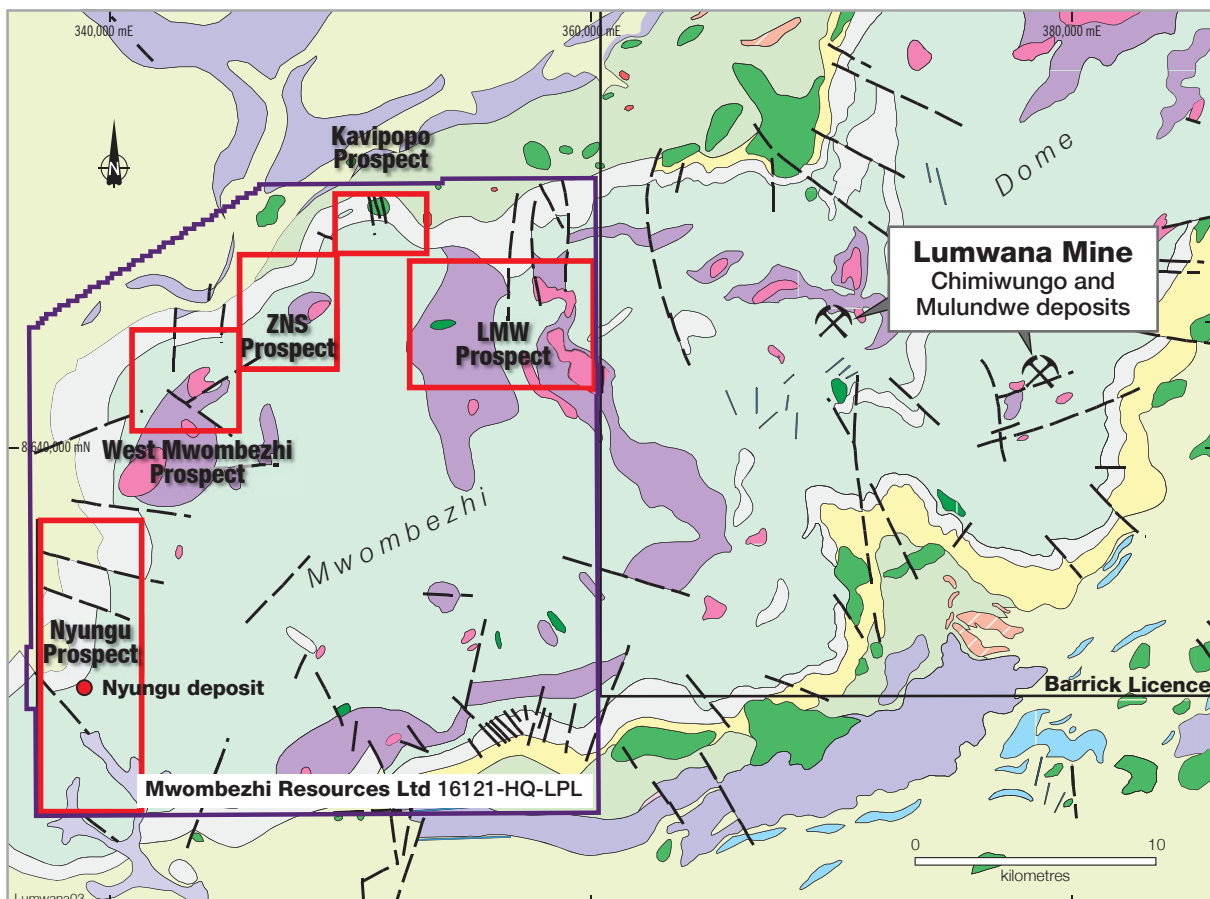 340,000 mE
360,000 mE
380,000 mE
Kavipopo
Prospect
N
Dome
Lumwana Mine
Chimiwungo and
Mulundwe deposits
ZNS
Prospect
LMW
Prospect
8,640,000 mN
West Mwombezhi
Prospect
Mwombezhi
Nyungu
Prospect
Nyungu deposit
Barrick Licence
Mwombezhi Resources Ltd 16121-HQ-LPL
0
10
kilometres
Lumwana03